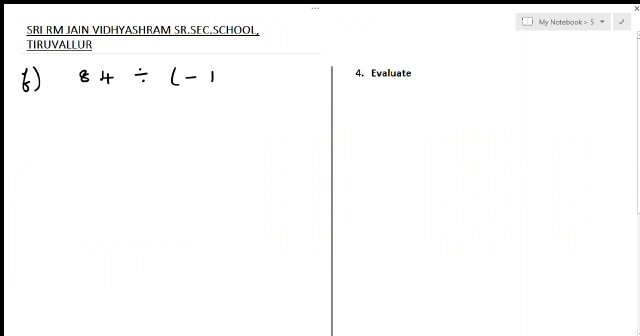 SRI RM JAIN VIDHYASHRAM SR.SEC.SCHOOL,
TIRUVALLUR
My Notebook > 5
f) 84 ÷ (- 1
4. Evaluate